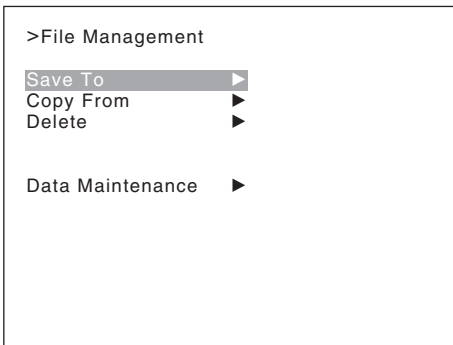 >File Management
Save To ▶
Copy From ▶
Delete ▶
Data Maintenance ▶